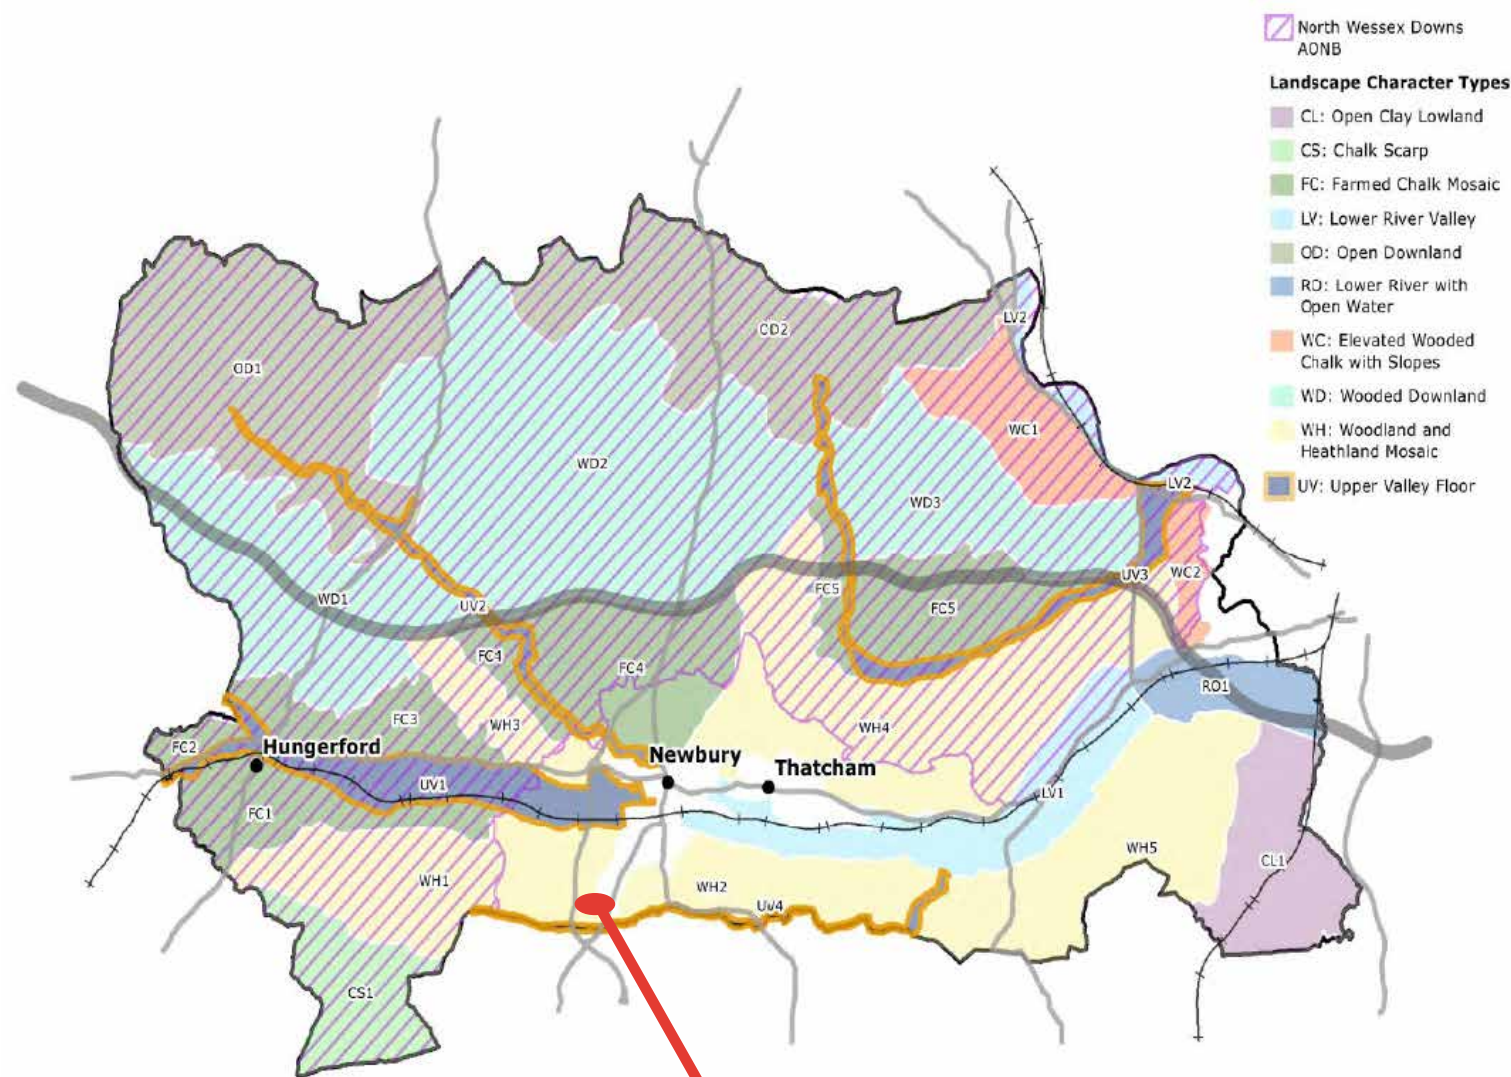 North Wessex Downs
AONB
Landscape Character Types
CL: Open Clay Lowland
CS: Chalk Scarp
FC: Farmed Chalk Mosaic
LV: Lower River Valley
OD: Open Downland
RO: Lower River with
Open Water
WC: Elevated Wooded
Chalk with Slopes
WD: Wooded Downland
WH: Woodland and
Heathland Mosaic
UV: Upper Valley Floor
LV2
OD2
OD1
WC1
WD2
LV2
WD3
WC2
UV3
FC5
FC5
WD1
UV2
FC4
FC4
RO1
FC3
WH3
WH4
FC2
Hungerford
Newbury
Thatcham
UV1
LV1
FC1
WH5
CL1
WH1
WH2
UV4
CS1